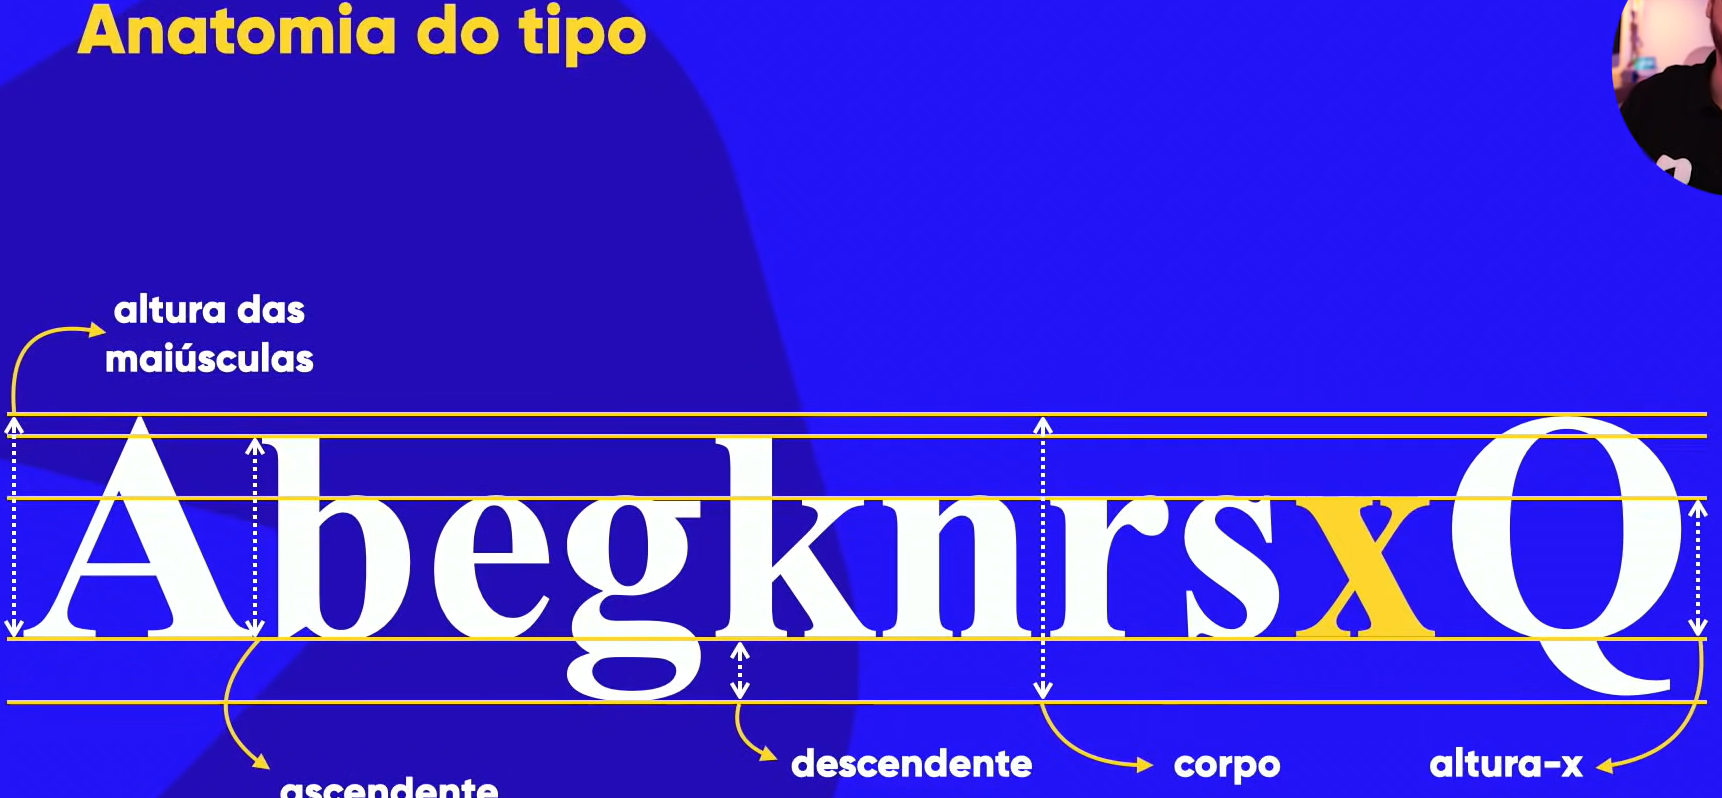 Anatomia do tipo
altura das
maiúsculas
AbegknrsxQ
descendente
corpo
altura-x
ascendente